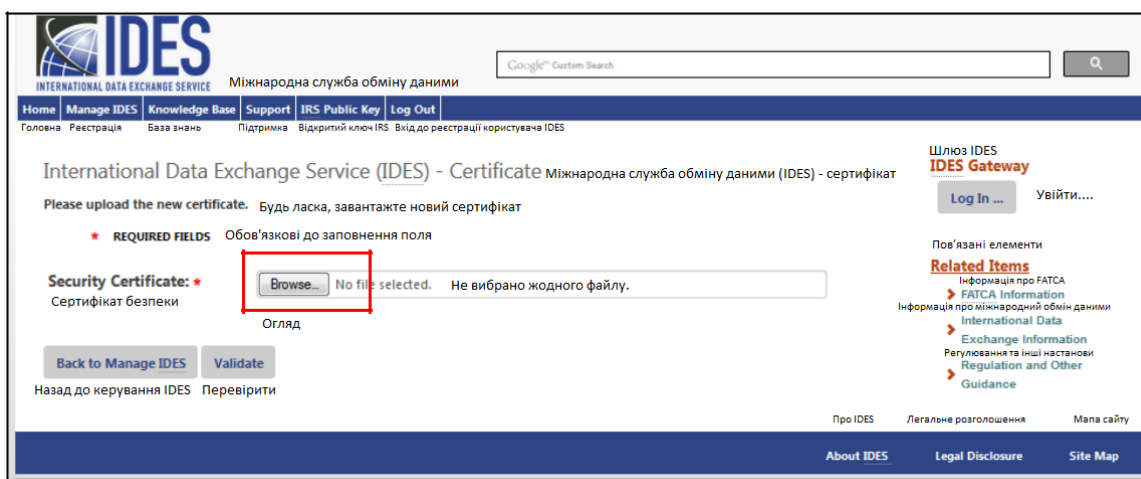 IDES
INTERNATIONAL DATA EXCHANGE SERVICE
Міжнародна служба обміну даними
Google™ Custom Search
Home Manage IDES Knowledge Base Support IRS Public Key Log Out
Головна Реєстрація База знань Підтримка Відкритий ключ IRS Вхід до реєстрації користувача IDES
International Data Exchange Service (IDES) - Certificate Міжнародна служба обміну даними (IDES) - сертифікат
Please upload the new certificate. Будь ласка, завантажте новий сертифікат
* REQUIRED FIELDS Обов'язкові до заповнення поля
Security Certificate: * Browse... No file selected. Не вибрано жодного файлу.
Сертифікат безпеки
Огляд
Back to Manage IDES Validate
Назад до керування IDES Перевірити
Шлюз IDES
IDES Gateway
Log In ... Увійти....
Пов’язані елементи
Related Items
Інформація про FATCA
FATCA Information
Інформація про міжнародний обмін даними
International Data
Exchange Information
Регулювання та інші настанови
Regulation and Other
Guidance
Про IDES Легальне розголошення Мапа сайту
About IDES Legal Disclosure Site Map